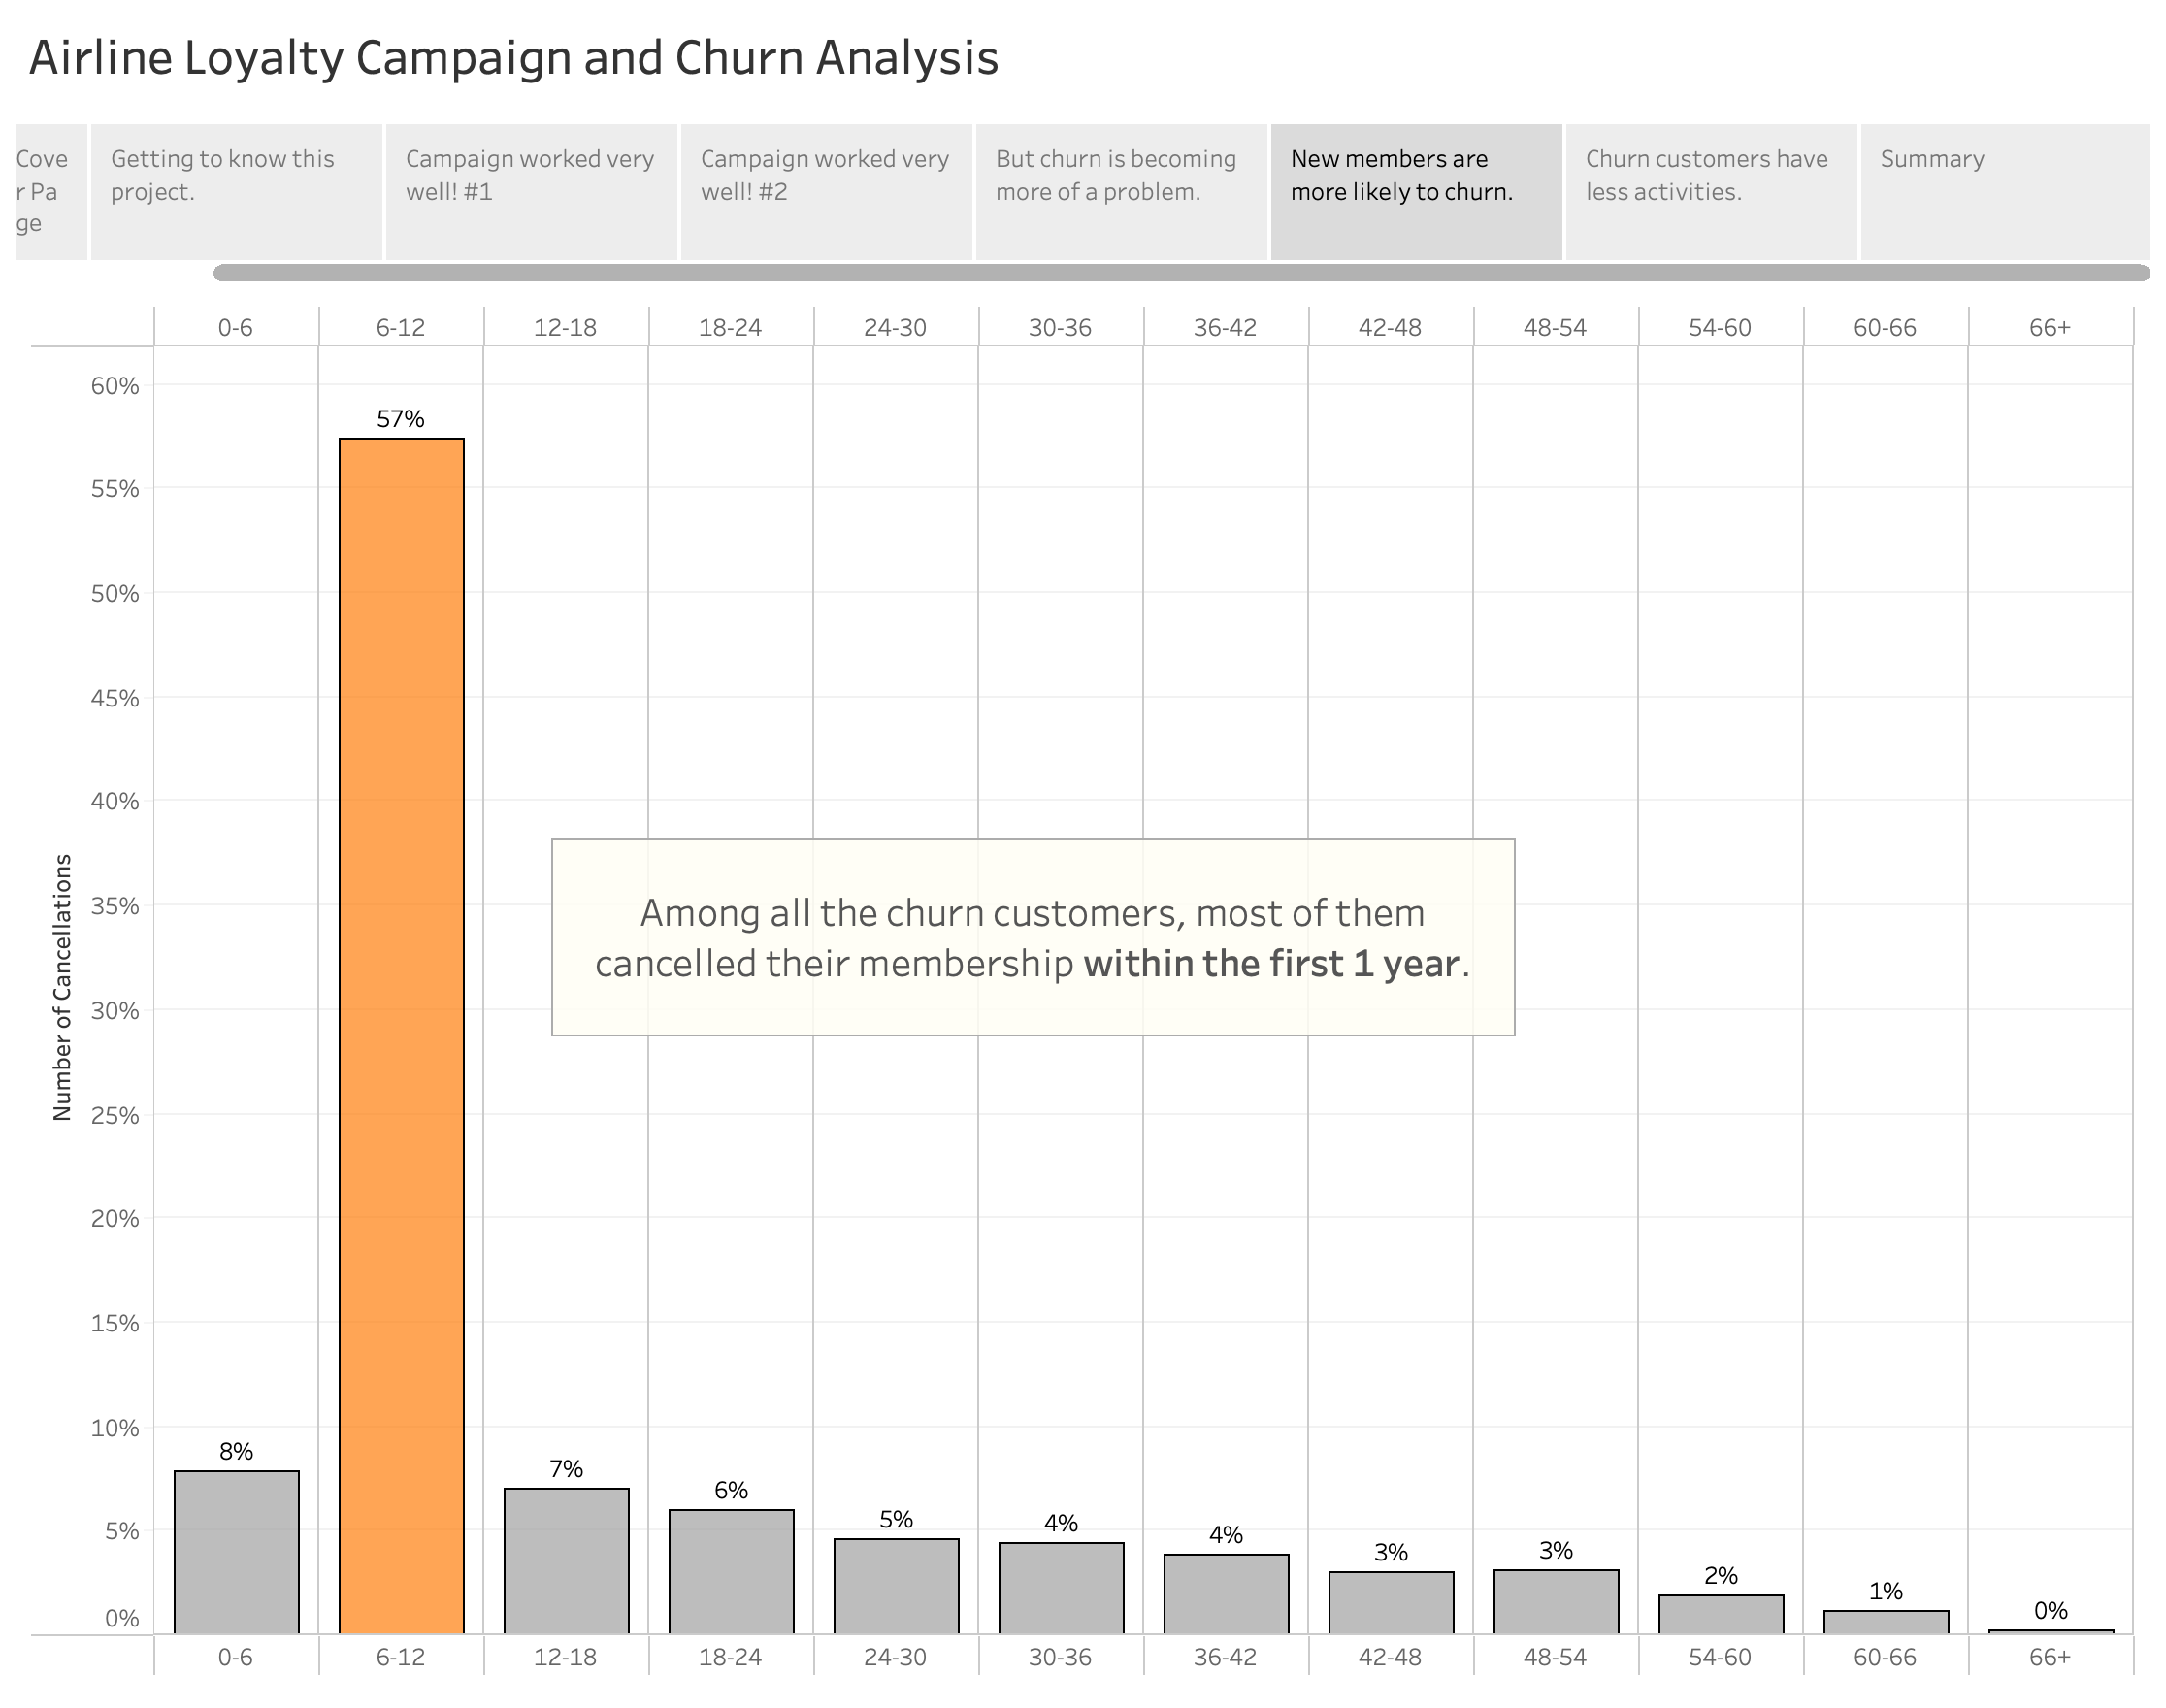 Airline Loyalty Campaign and Churn Analysis
Cove
r Pa
ge
Getting to know this
project.
Campaign worked very
well! #1
Campaign worked very
well! #2
But churn is becoming
more of a problem.
New members are
more likely to churn.
Churn customers have
less activities.
Summary
0-6 6-12 12-18 18-24 24-30 30-36 36-42 42-48 48-54 54-60 60-66 66+
60%
57%
55%
50%
45%
40%
Among all the churn customers, most of them
cancelled their membership within the first 1 year.
35%
30%
25%
20%
15%
10%
5%
0%
Number of Cancellations
8% 7% 6% 5% 4% 4% 3% 3% 2% 1% 0%
0-6 6-12 12-18 18-24 24-30 30-36 36-42 42-48 48-54 54-60 60-66 66+